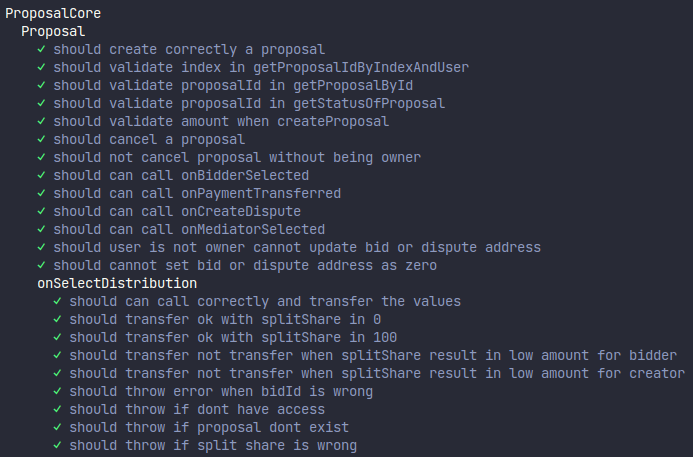 ProposalCore
Proposal
✓ should create correctly a proposal
✓ should validate index in getProposalIdByIndexAndUser
✓ should validate proposalId in getProposalById
✓ should validate proposalId in getStatusOfProposal
✓ should validate amount when createProposal
✓ should cancel a proposal
✓ should not cancel proposal without being owner
✓ should can call onBidderSelected
✓ should can call onPaymentTransferred
✓ should can call onCreateDispute
✓ should can call onMediatorSelected
✓ should user is not owner cannot update bid or dispute address
✓ should cannot set bid or dispute address as zero
onSelectDistribution
✓ should can call correctly and transfer the values
✓ should transfer ok with splitShare in 0
✓ should transfer ok with splitShare in 100
✓ should transfer not transfer when splitShare result in low amount for bidder
✓ should transfer not transfer when splitShare result in low amount for creator
✓ should throw error when bidId is wrong
✓ should throw if dont have access
✓ should throw if proposal dont exist
✓ should throw if split share is wrong